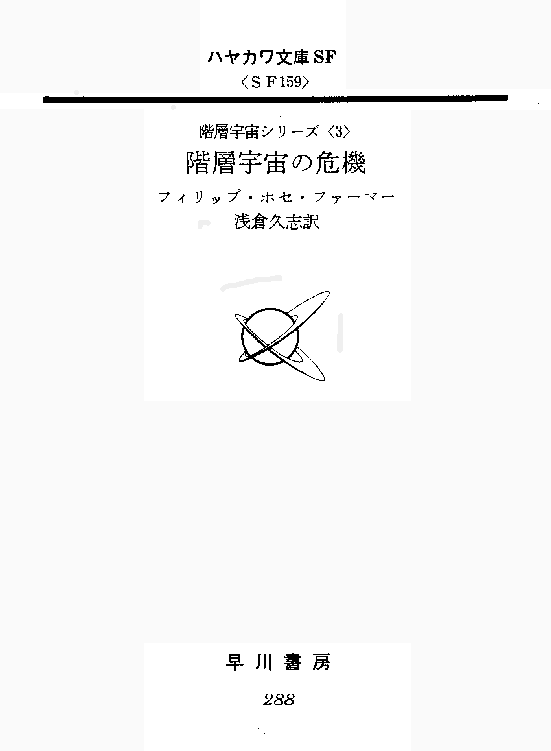 ハヤカワ文庫SF
〈SF159〉
階層宇宙シリーズ〈3〉
階層宇宙の危機
フィリップ・ホセ・ファーマー
浅倉久志訳
早川書房
288